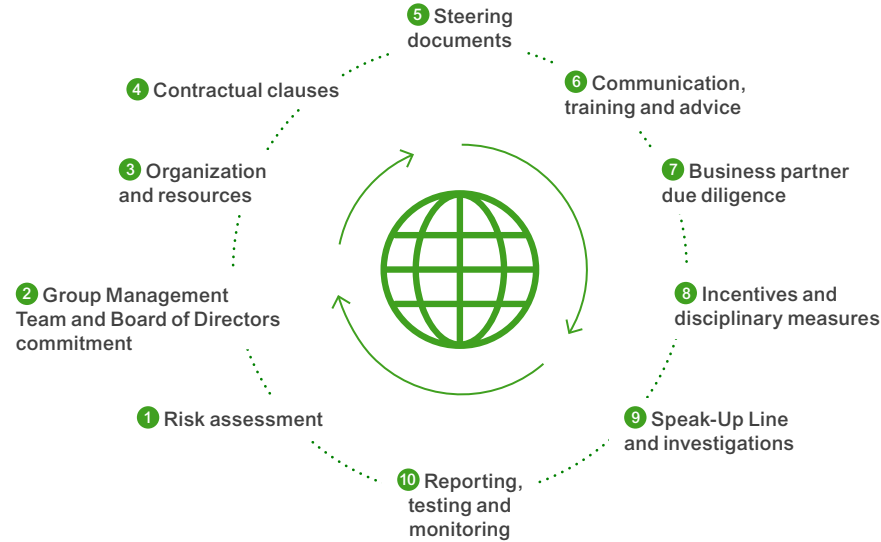 1 Risk assessment
2 Group Management
Team and Board of Directors
commitment
3 Organization
and resources
4 Contractual clauses
5 Steering
documents
6 Communication,
training and advice
7 Business partner
due diligence
8 Incentives and
disciplinary measures
9 Speak-Up Line
and investigations
10 Reporting,
testing and
monitoring